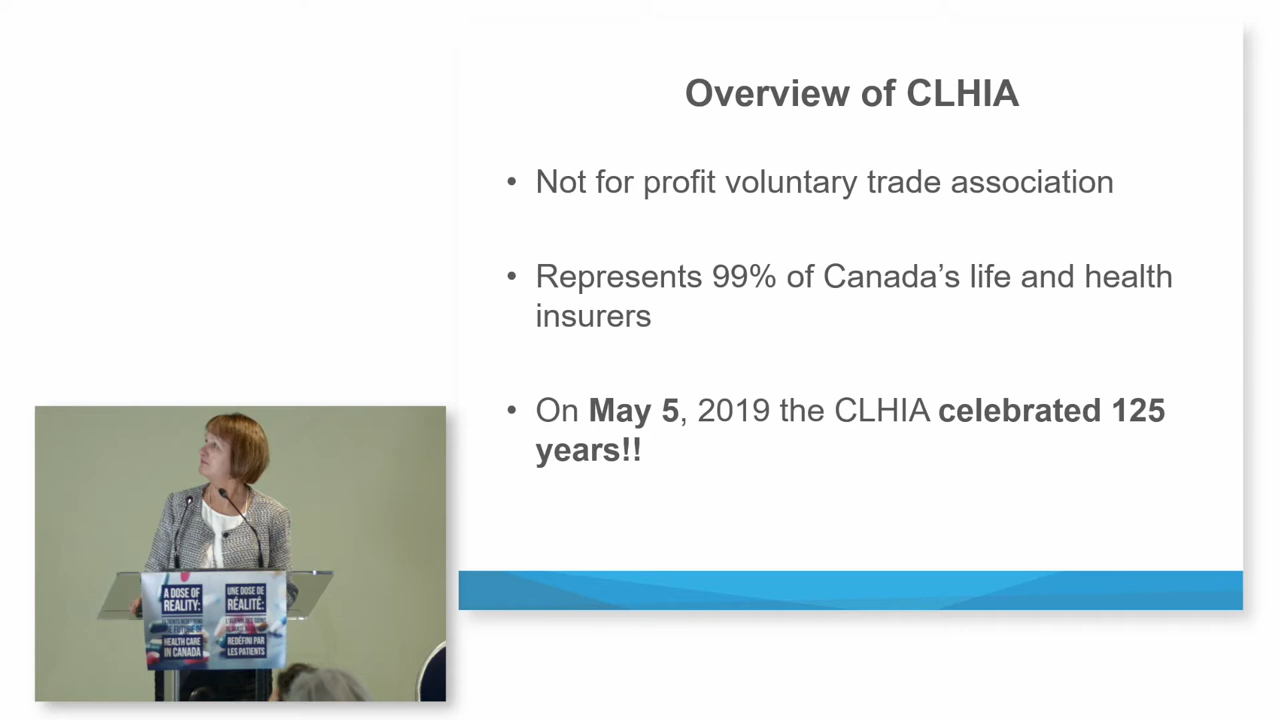 Overview of CLHIA
• Not for profit voluntary trade association
• Represents 99% of Canada’s life and health
insurers
• On May 5, 2019 the CLHIA celebrated 125
years!!
A DOSE OF
REALITY:
HEALTH CARE
IN CANADA
UNE DOSE DE
RÉALITÉ:
REDÉFINI PAR
LES PATIENTS